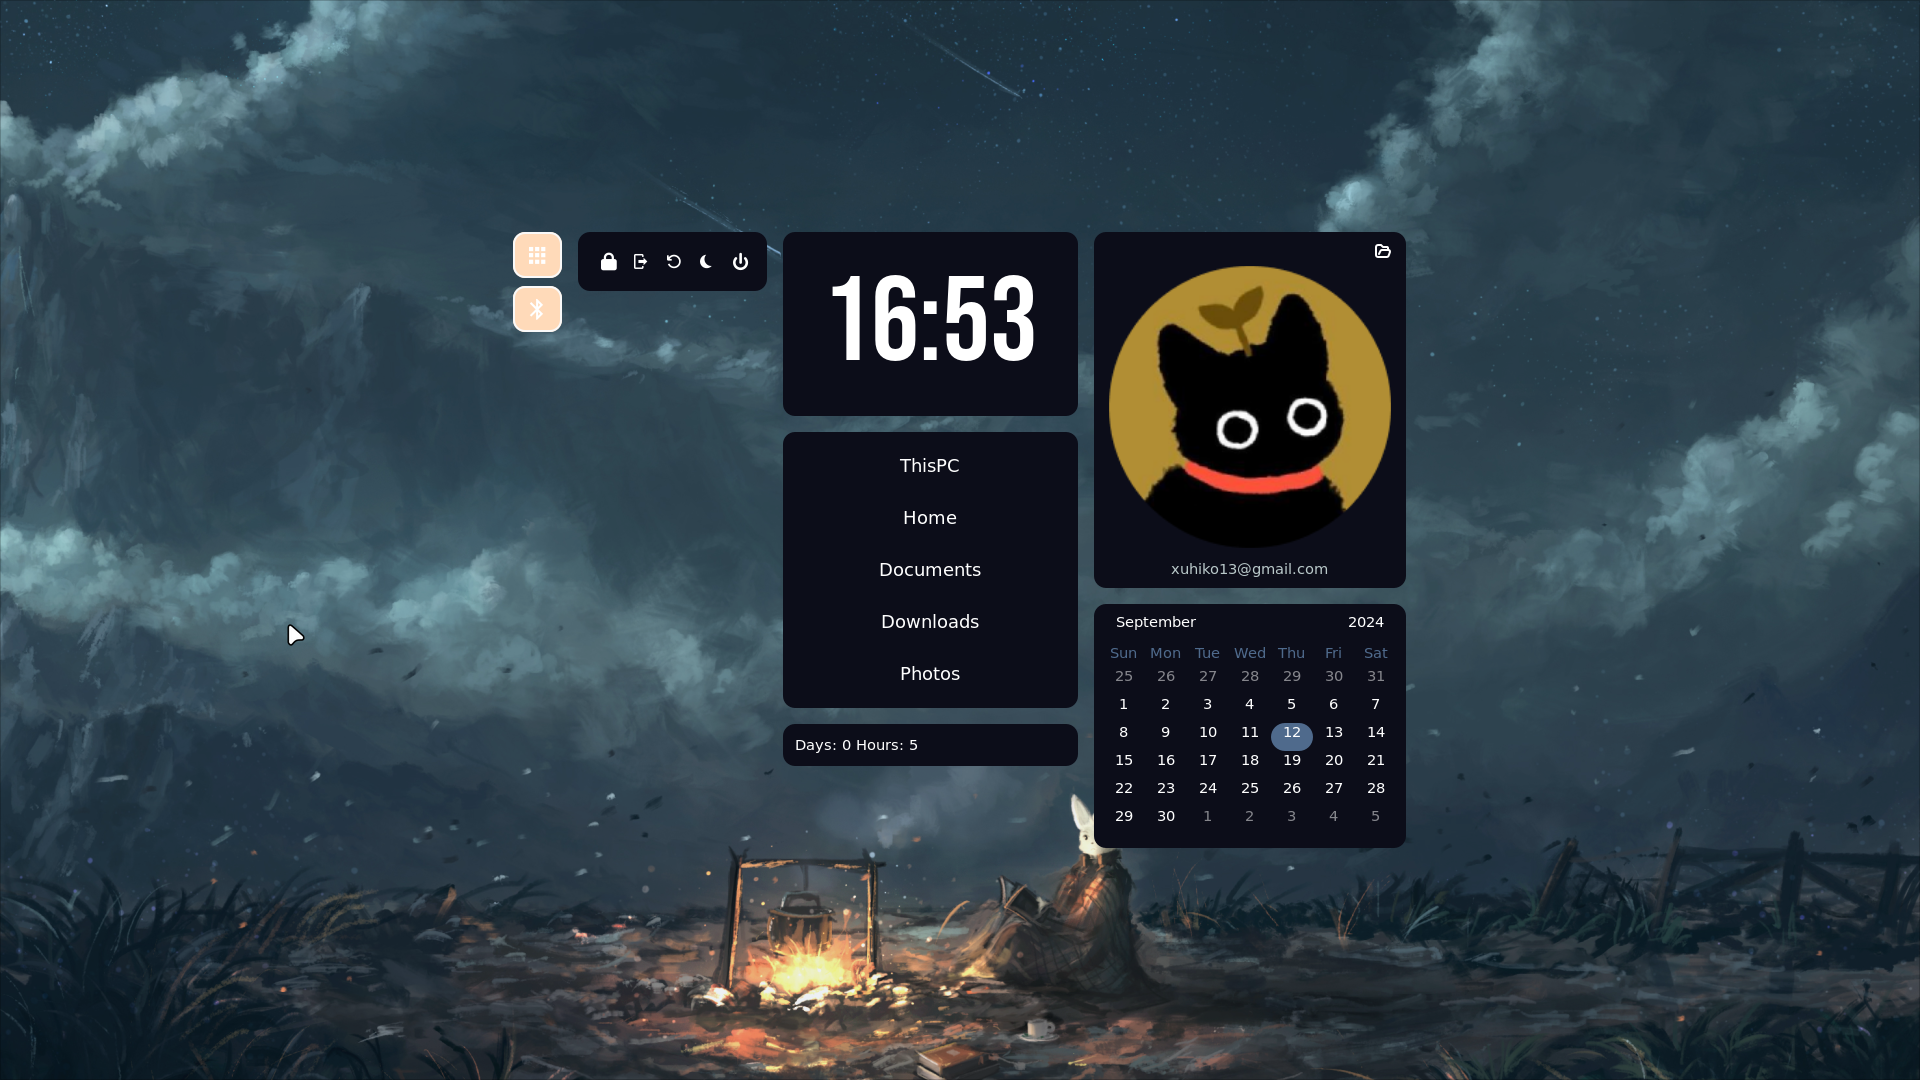 16:53
ThisPC
Home
Documents
Downloads
Photos
Days: 0 Hours: 5
xuhiko13@gmail.com
September 2024
Sun Mon Tue Wed Thu Fri Sat
25 26 27 28 29 30 31
1 2 3 4 5 6 7
8 9 10 11 12 13 14
15 16 17 18 19 20 21
22 23 24 25 26 27 28
29 30 1 2 3 4 5